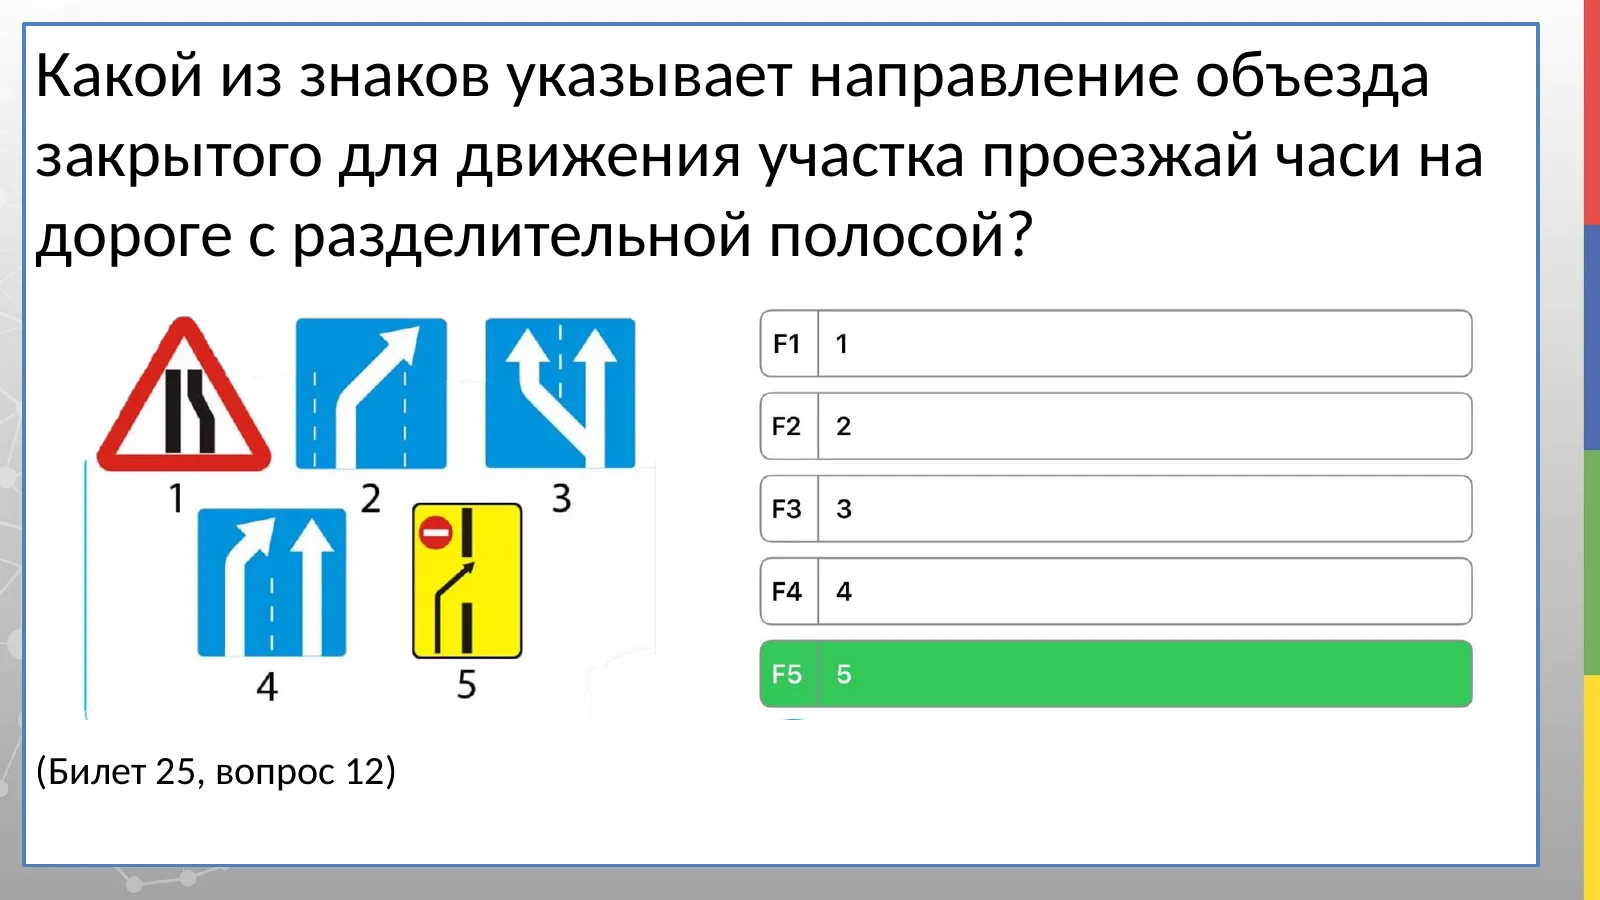 Какой из знаков указывает направление объезда
закрытого для движения участка проезжай часи на
дороге с разделительной полосой?
1
2
3
4
5
F1 1
F2 2
F3 3
F4 4
F5 5
(Билет 25, вопрос 12)